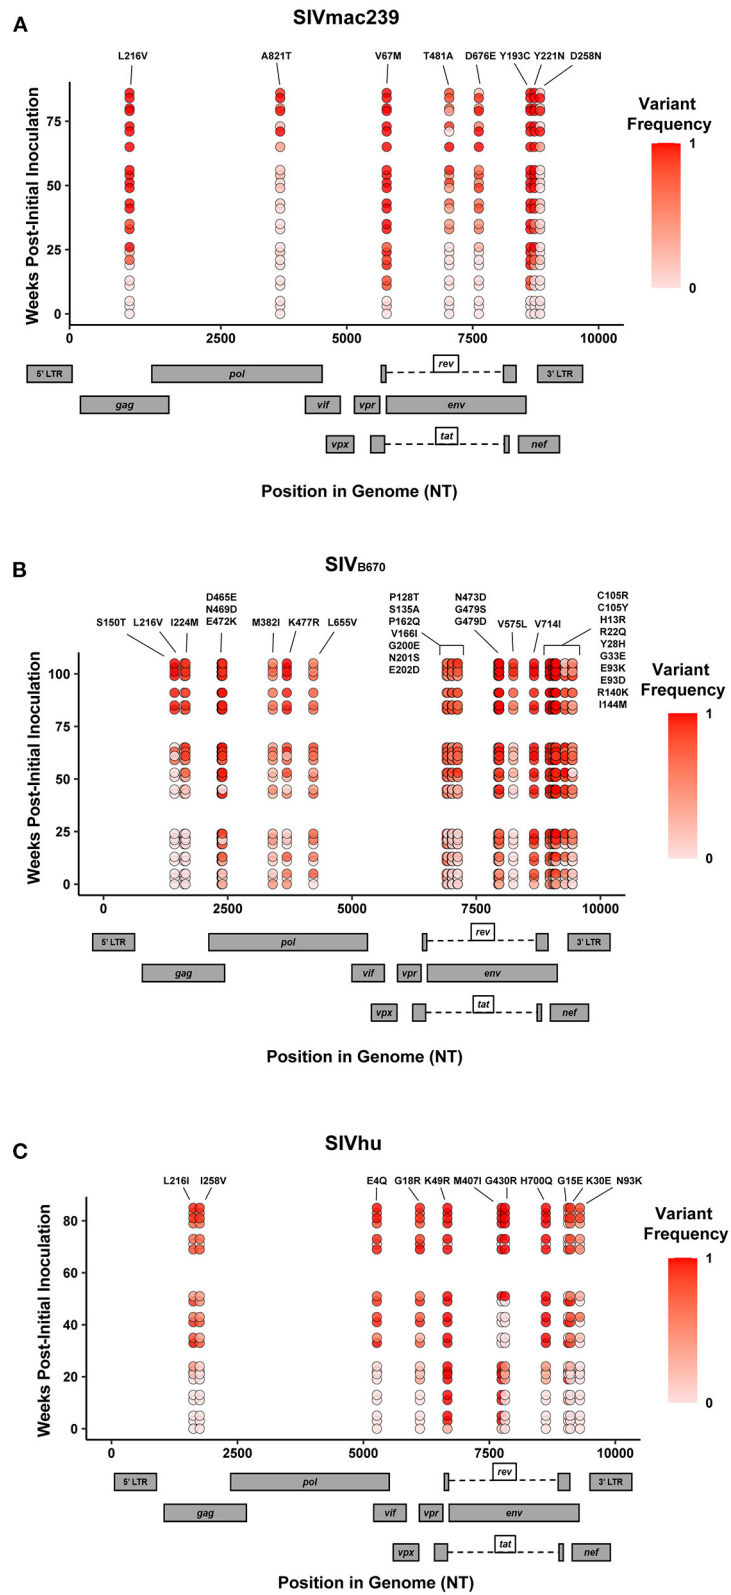 A
SIVmac239
L216V A821T V67M T481A D676E Y193C Y221N D258N
Weeks Post-Initial Inoculation
75
50
25
0
0 2500 5000 7500 10000
Variant
Frequency
1
0
rev
5' LTR pol 3' LTR
gag vif vpr env
vpx tat nef
Position in Genome (NT)
B
SIVB670
S150T L216V I224M
D465E
N469D
E472K
M382I K477R L655V
P128T
S135A
P162Q
V166I
G200E
N201S
E202D
N473D
G479S
G479D
V575L V714I
C105R
C105Y
H13R
R22Q
Y28H
G33E
E93K
E93D
R140K
I144M
Weeks Post-Initial Inoculation
100
75
50
25
0
0 2500 5000 7500 10000
Variant
Frequency
1
0
rev
5' LTR pol 3' LTR
gag vif vpr env
vpx tat nef
Position in Genome (NT)
C
SIVhu
L216I I258V E4Q G18R K49R M407I G430R H700Q G15E K30E N93K
Weeks Post-Initial Inoculation
80
60
40
20
0
0 2500 5000 7500 10000
Variant
Frequency
1
0
rev
5' LTR pol 3' LTR
gag vif vpr env
vpx tat nef
Position in Genome (NT)